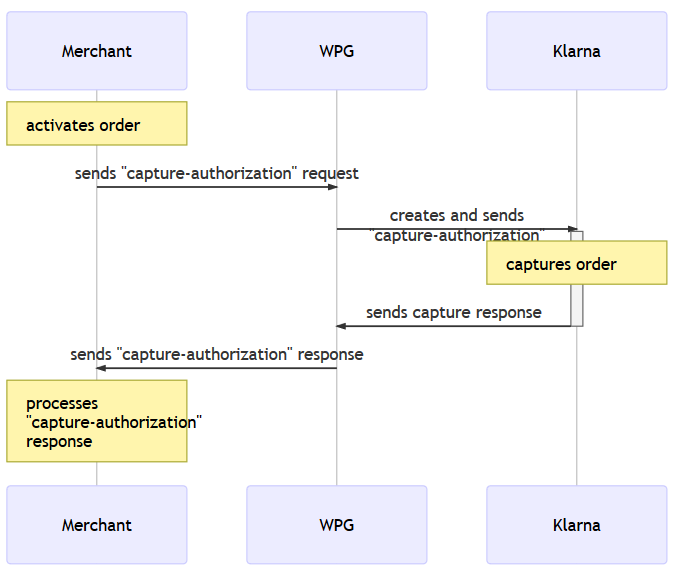 Merchant
WPG
Klarna
activates order
sends "capture-authorization" request
creates and sends
"capture-authorization"
captures order
sends capture response
sends "capture-authorization" response
processes
"capture-authorization"
response
Merchant
WPG
Klarna